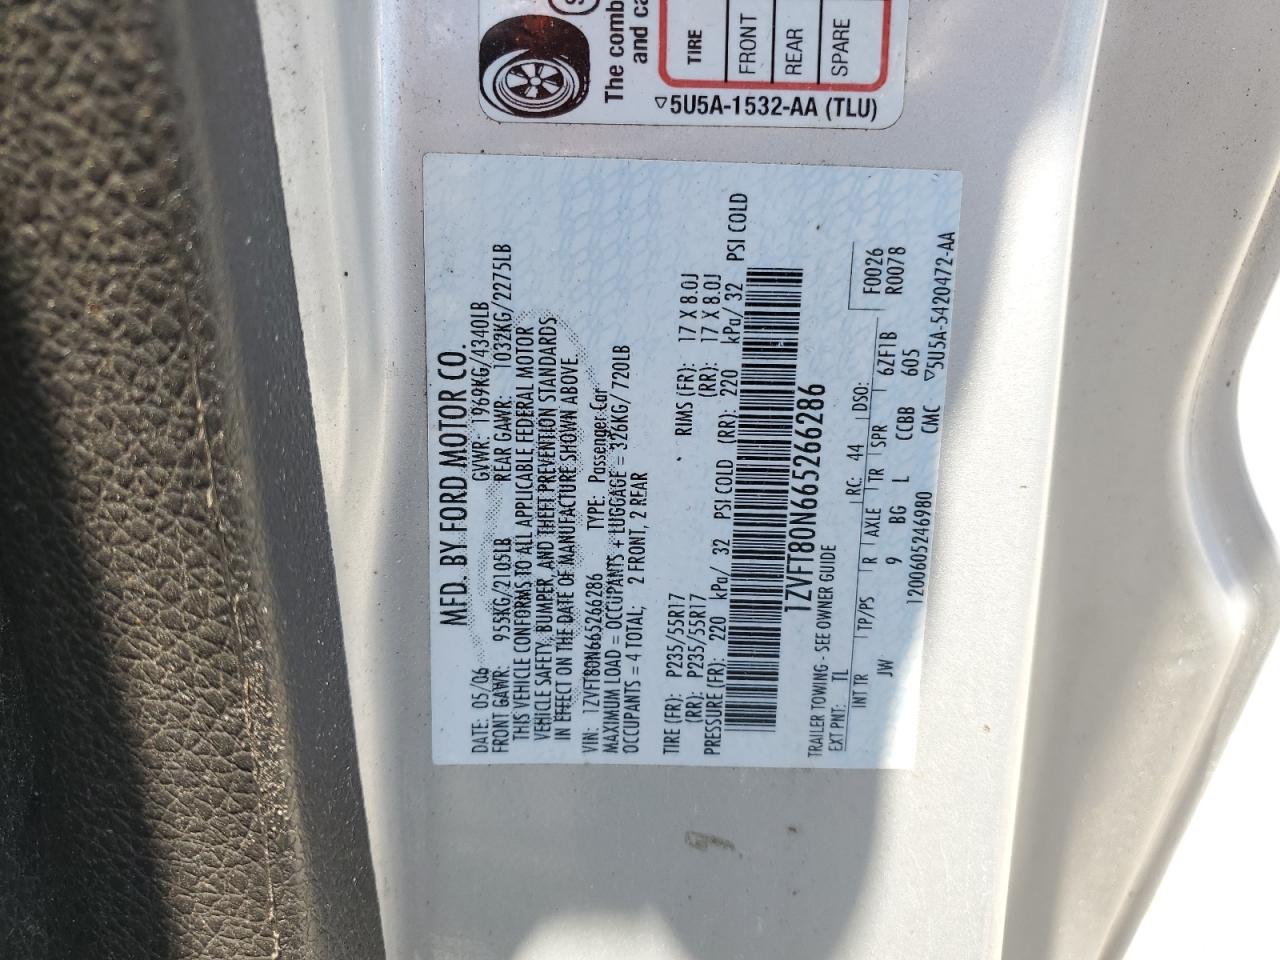 The comb
and ca
TIRE
FRONT
REAR
SPARE
▽5U5A-1532-AA (TLU)
MFD. BY FORD MOTOR CO.
DATE: 05/06 GVWR: 1969KG/4340LB
FRONT GAWR: 955KG/2105LB REAR GAWR: 1032KG/2275LB
THIS VEHICLE CONFORMS TO ALL APPLICABLE FEDERAL MOTOR
VEHICLE SAFETY, BUMPER, AND THEFT PREVENTION STANDARDS
IN EFFECT ON THE DATE OF MANUFACTURE SHOWN ABOVE.
VIN: 1ZVFT80N665266286 TYPE: Passenger Car
MAXIMUM LOAD = OCCUPANTS + LUGGAGE = 326KG/720LB
OCCUPANTS = 4 TOTAL; 2 FRONT, 2 REAR
TIRE (FR): P235/55R17 RIMS (FR): 17 X 8.0J
(RR): P235/55R17 (RR): 17 X 8.0J
PRESSURE (FR): 220 kPa/ 32 PSI COLD (RR): 220 kPa/ 32 PSI COLD
1ZVFT80N665266286
TRAILER TOWING - SEE OWNER GUIDE
EXT PNT: TL RC: 44 DSO: F0026
INT TR TP/PS R AXLE TR SPR 6ZF1B R0078
JW 9 BG L CCBB 605
1200605246980 CMC ▽5U5A-5420472-AA